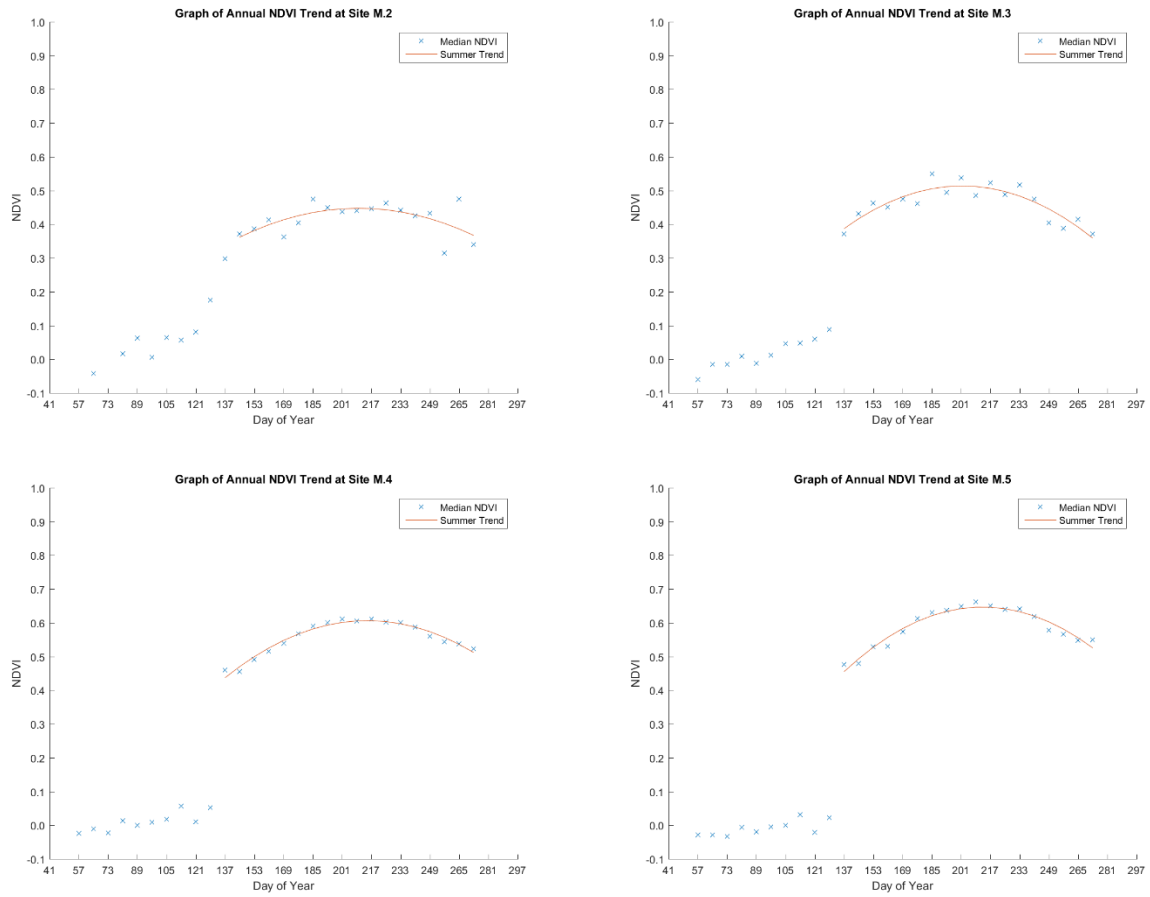 Graph of Annual NDVI Trend at Site M.2
1.0
0.9
0.8
0.7
0.6
0.5
0.4
0.3
0.2
0.1
0.0
-0.1
NDVI
Median NDVI
Summer Trend
41 57 73 89 105 121 137 153 169 185 201 217 233 249 265 281 297
Day of Year
Graph of Annual NDVI Trend at Site M.3
1.0
0.9
0.8
0.7
0.6
0.5
0.4
0.3
0.2
0.1
0.0
-0.1
NDVI
Median NDVI
Summer Trend
41 57 73 89 105 121 137 153 169 185 201 217 233 249 265 281 297
Day of Year
Graph of Annual NDVI Trend at Site M.4
1.0
0.9
0.8
0.7
0.6
0.5
0.4
0.3
0.2
0.1
0.0
-0.1
NDVI
Median NDVI
Summer Trend
41 57 73 89 105 121 137 153 169 185 201 217 233 249 265 281 297
Day of Year
Graph of Annual NDVI Trend at Site M.5
1.0
0.9
0.8
0.7
0.6
0.5
0.4
0.3
0.2
0.1
0.0
-0.1
NDVI
Median NDVI
Summer Trend
41 57 73 89 105 121 137 153 169 185 201 217 233 249 265 281 297
Day of Year